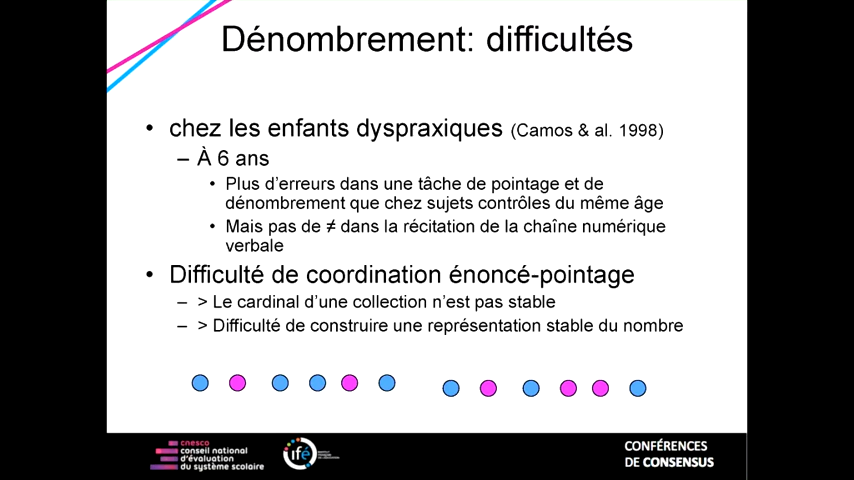 Dénombrement: difficultés
• chez les enfants dyspraxiques (Camos & al. 1998)
– À 6 ans
• Plus d'erreurs dans une tâche de pointage et de
dénombrement que chez sujets contrôles du même âge
• Mais pas de ≠ dans la récitation de la chaîne numérique
verbale
• Difficulté de coordination énoncé-pointage
– > Le cardinal d'une collection n'est pas stable
– > Difficulté de construire une représentation stable du nombre
cnesco
conseil national
d'évaluation
du système scolaire
ifé
CONFÉRENCES
DE CONSENSUS